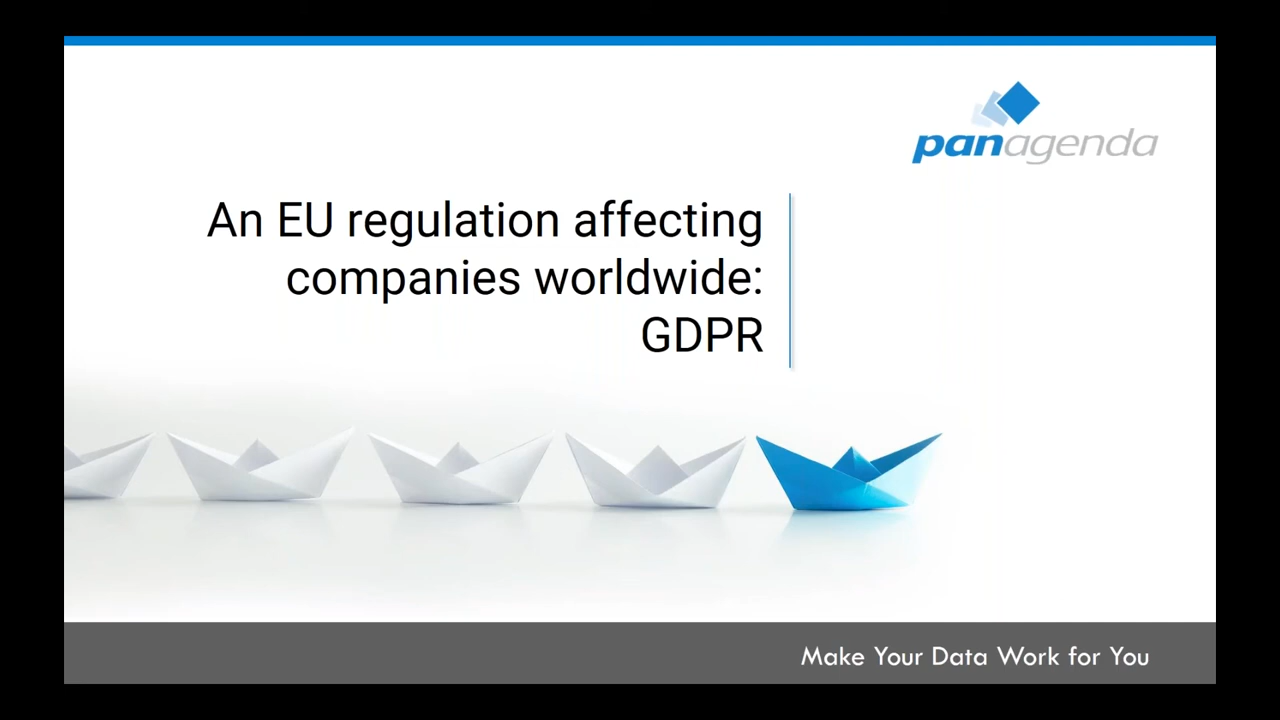 panagenda
An EU regulation affecting
companies worldwide:
GDPR
Make Your Data Work for You